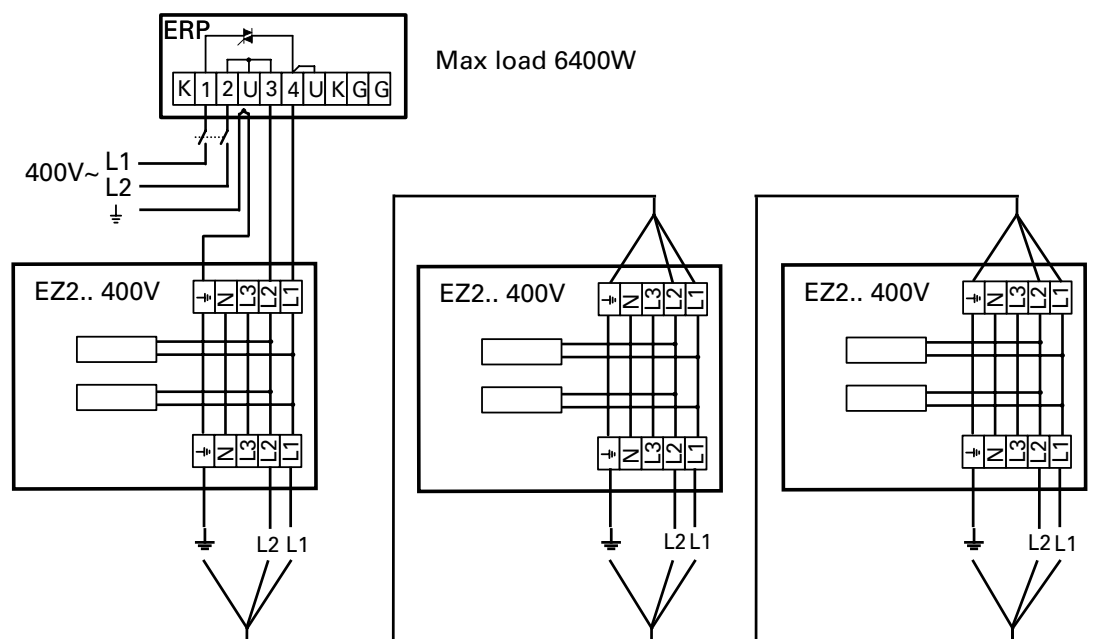 ERP
Max load 6400W
K 1 2 U 3 4 U K G G
400V~ L1
L2
EZ2.. 400V
N L3 L2 L1
N L3 L2 L1
L2 L1
EZ2.. 400V
N L3 L2 L1
N L3 L2 L1
L2 L1
EZ2.. 400V
N L3 L2 L1
N L3 L2 L1
L2 L1